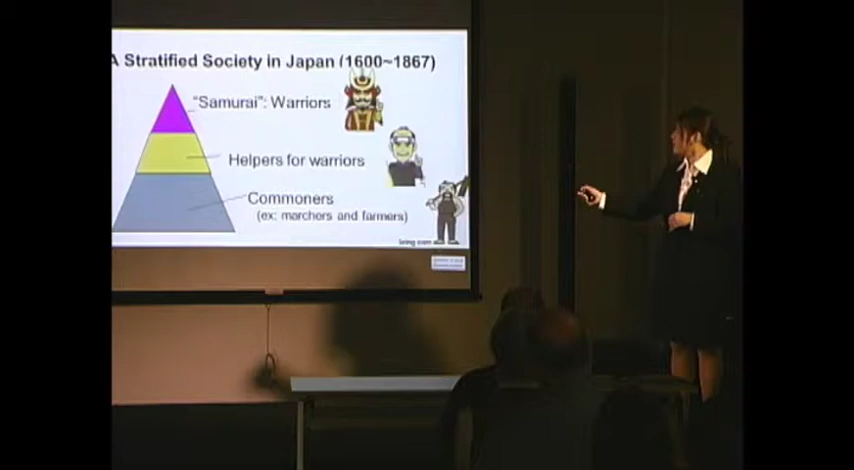 A Stratified Society in Japan (1600~1867)
"Samurai": Warriors
Helpers for warriors
Commoners
(ex: marchers and farmers)